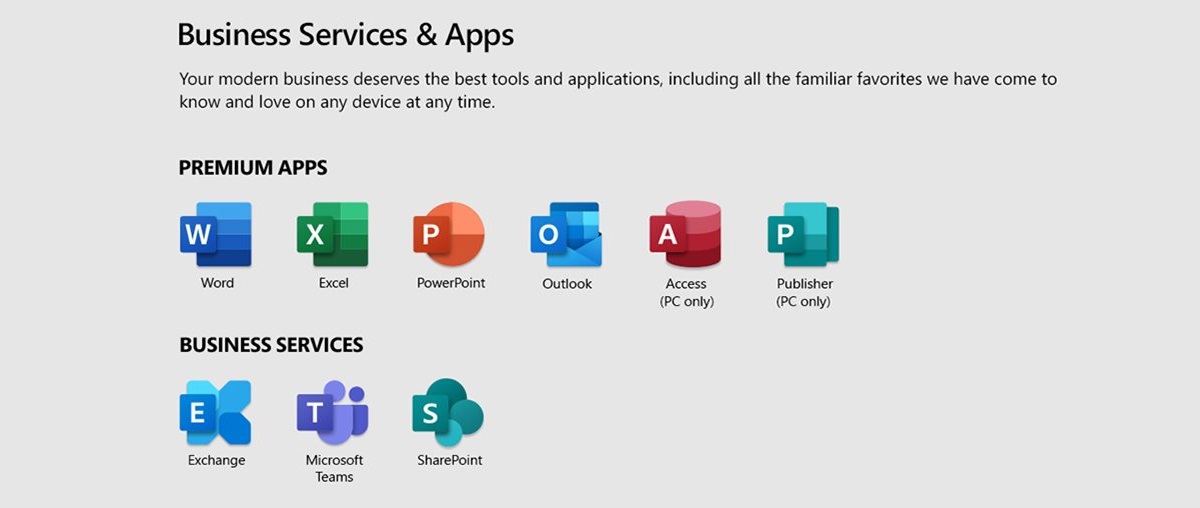 Business Services & Apps
Your modern business deserves the best tools and applications, including all the familiar favorites we have come to
know and love on any device at any time.
PREMIUM APPS
W X P O A P
Word Excel PowerPoint Outlook Access Publisher
(PC only) (PC only)
BUSINESS SERVICES
E T S
Exchange Microsoft SharePoint
Teams